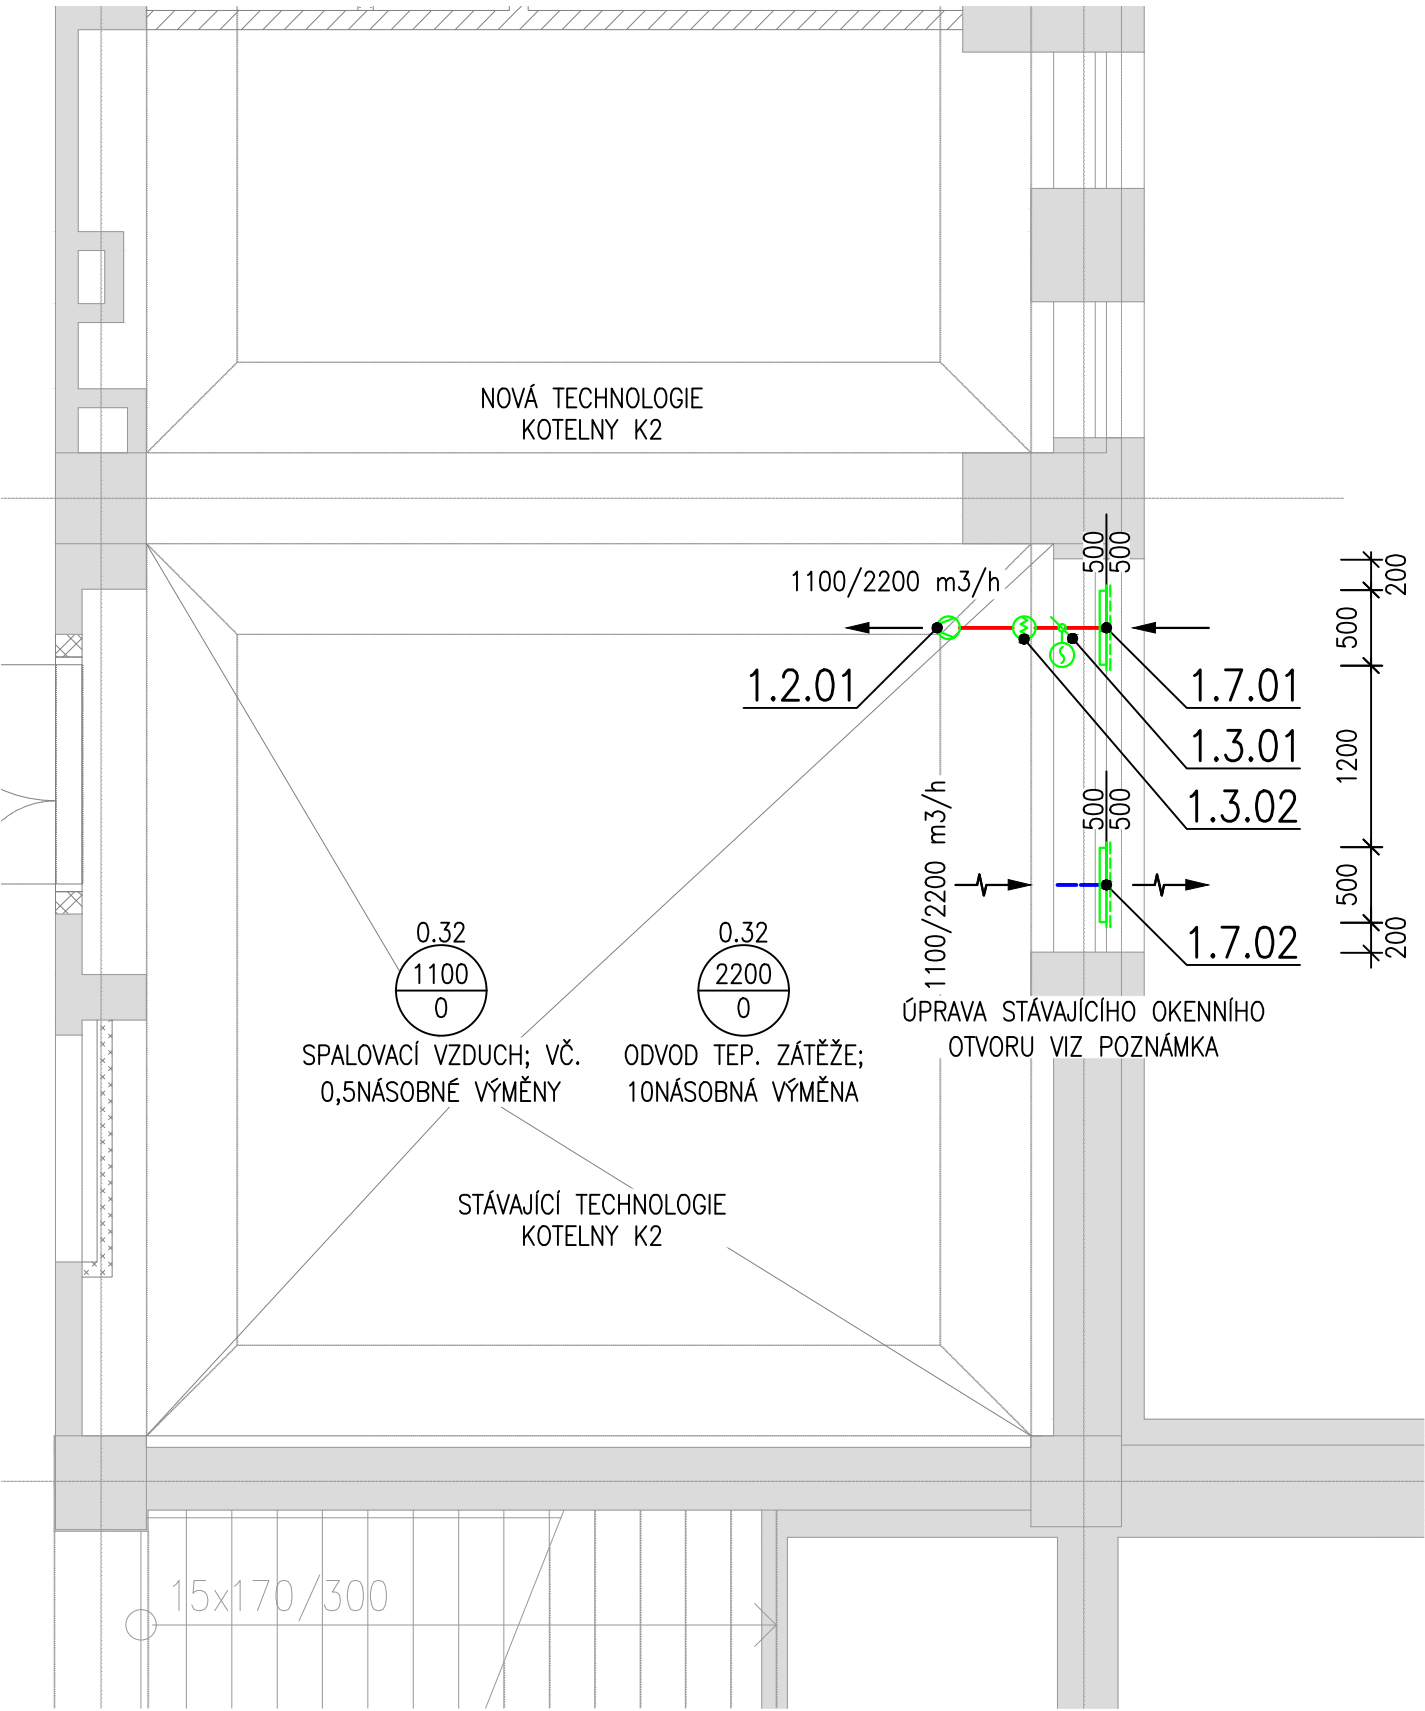 NOVÁ TECHNOLOGIE
KOTELNY K2
500
500
200
1100/2200 m3/h
500
1.2.01
1.7.01
1.3.01
1200
1.3.02
500
500
1100/2200 m3/h
500
1.7.02
200
0.32
1100
0
SPALOVACÍ VZDUCH; VČ.
0,5NÁSOBNÉ VÝMĚNY
0.32
2200
0
ODVOD TEP. ZÁTĚŽE;
10NÁSOBNÁ VÝMĚNA
ÚPRAVA STÁVAJÍCÍHO OKENNÍHO
OTVORU VIZ POZNÁMKA
STÁVAJÍCÍ TECHNOLOGIE
KOTELNY K2
15x170/300